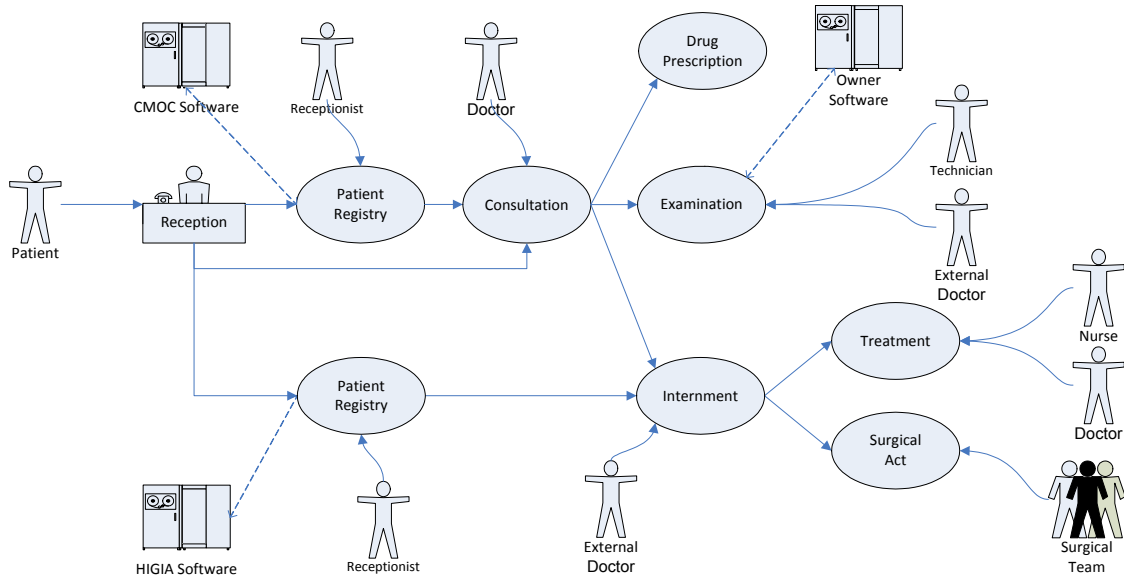 Drug
Prescription
CMOC Software
Receptionist
Doctor
Owner
Software
Technician
Patient
Reception
Patient
Registry
Consultation
Examination
External
Doctor
Nurse
Treatment
Patient
Registry
Internment
Doctor
Surgical
Act
HIGIA Software
Receptionist
External
Doctor
Surgical
Team